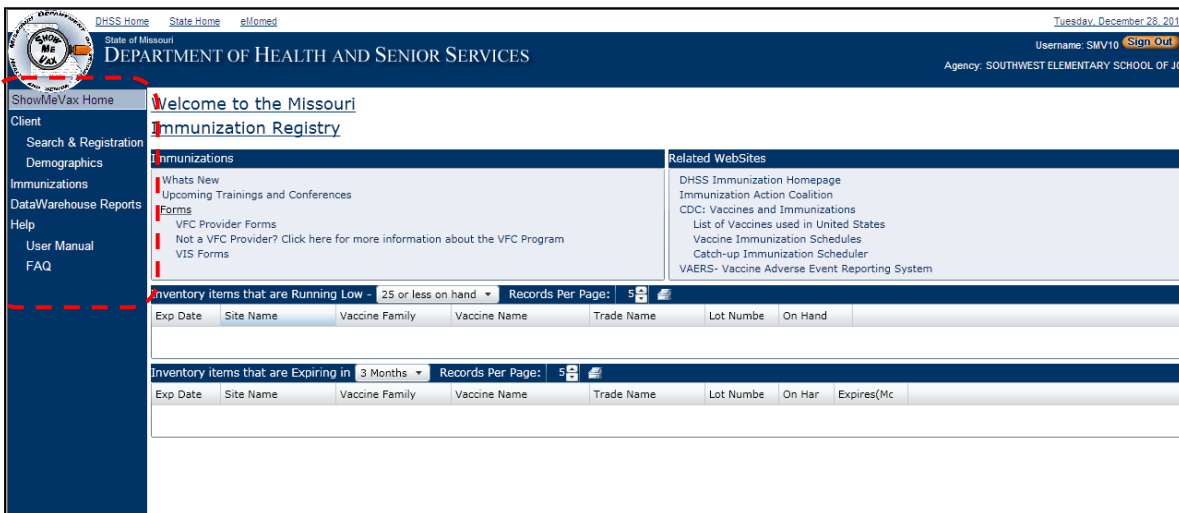 DHSS Home State Home eMomed Tuesday, December 28, 201
SHOW ME VAX
State of Missouri
DEPARTMENT OF HEALTH AND SENIOR SERVICES
Username: SMV10 Sign Out
Agency: SOUTHWEST ELEMENTARY SCHOOL OF JO
ShowMeVax Home
Client
Search & Registration
Demographics
Immunizations
DataWarehouse Reports
Help
User Manual
FAQ
Welcome to the Missouri
Immunization Registry
Immunizations
Whats New
Upcoming Trainings and Conferences
Forms
VFC Provider Forms
Not a VFC Provider? Click here for more information about the VFC Program
VIS Forms
Related WebSites
DHSS Immunization Homepage
Immunization Action Coalition
CDC: Vaccines and Immunizations
List of Vaccines used in United States
Vaccine Immunization Schedules
Catch-up Immunization Scheduler
VAERS- Vaccine Adverse Event Reporting System
Inventory items that are Running Low - 25 or less on hand Records Per Page: 5
Exp Date Site Name Vaccine Family Vaccine Name Trade Name Lot Numbe On Hand
Inventory items that are Expiring in 3 Months Records Per Page: 5
Exp Date Site Name Vaccine Family Vaccine Name Trade Name Lot Numbe On Har Expires(Mc